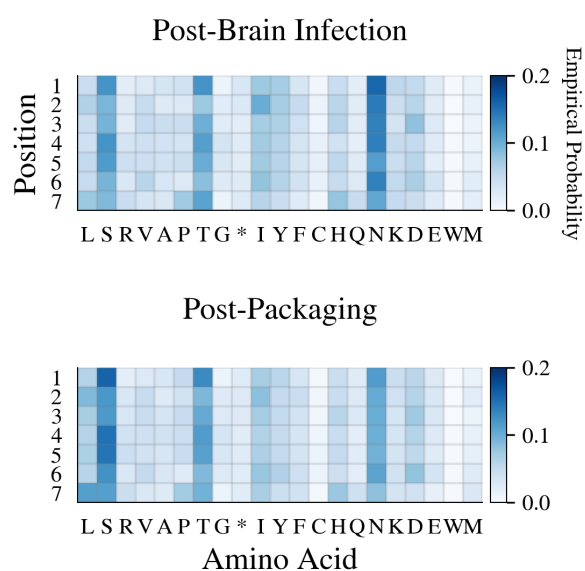 Post-Brain Infection
Position
1
2
3
4
5
6
7
L S R V A P T G * I Y F C H Q N K D E W M
0.2
0.1
0.0
Empirical Probability
Post-Packaging
1
2
3
4
5
6
7
L S R V A P T G * I Y F C H Q N K D E W M
0.2
0.1
0.0
Amino Acid